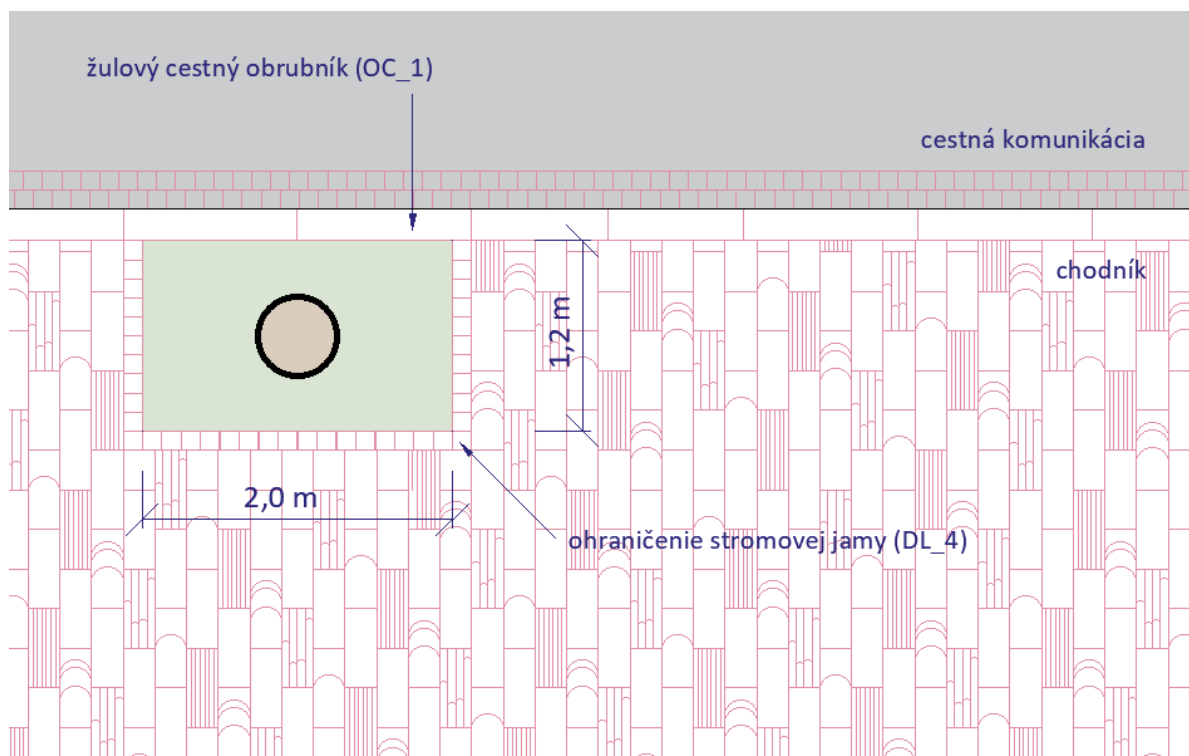 žulový cestný obrubník (OC_1)
cestná komunikácia
chodník
1,2 m
2,0 m
ohraničenie stromovej jamy (DL_4)